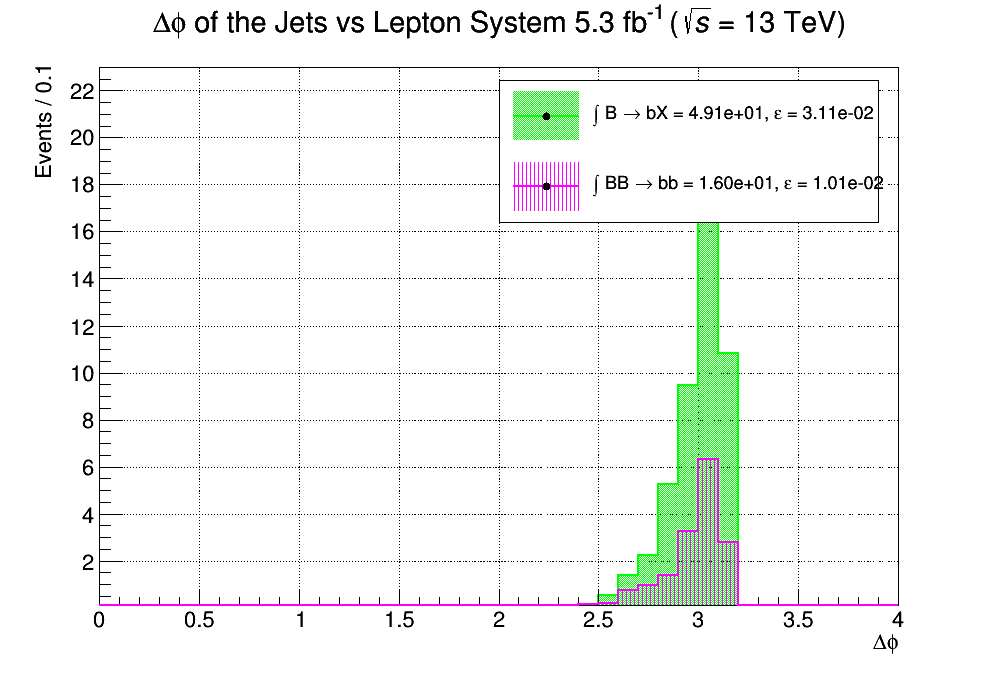 Δϕ of the Jets vs Lepton System 5.3 fb⁻¹ (√s = 13 TeV)
Events / 0.1
22
20
18
16
14
12
10
8
6
4
2
∫ B → bX = 4.91e+01, ε = 3.11e-02
∫ BB → bb = 1.60e+01, ε = 1.01e-02
0 0.5 1 1.5 2 2.5 3 3.5 4
Δϕ